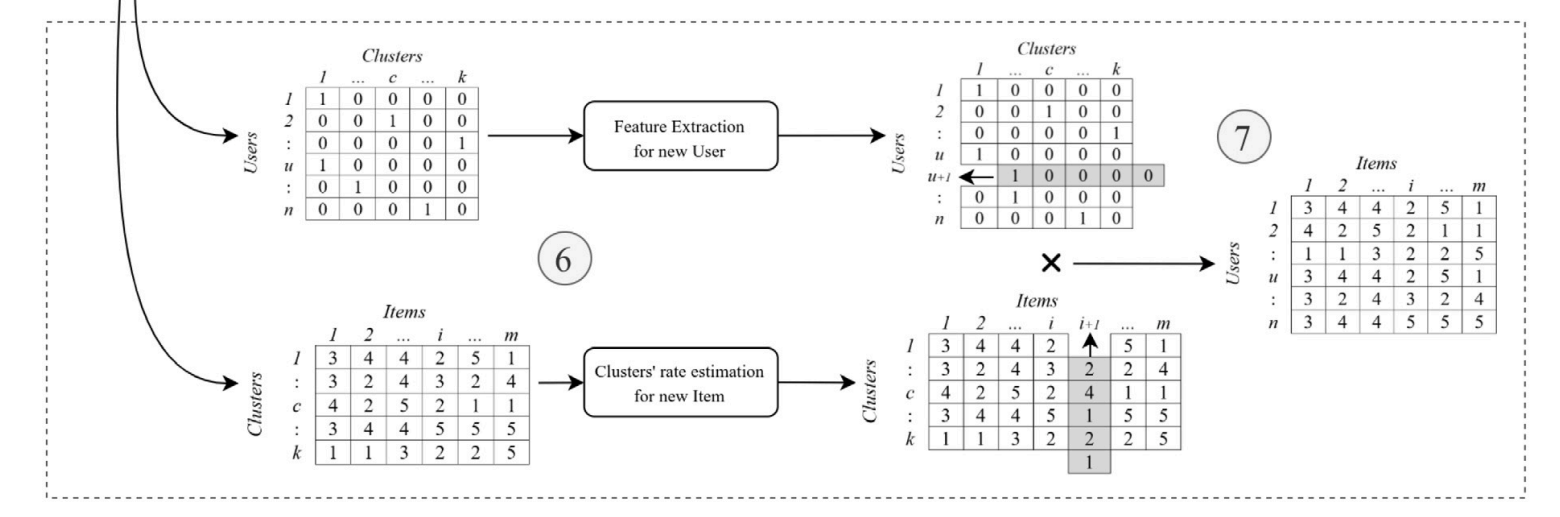 Clusters
1 ... c ... k
Users
1 1 0 0 0 0
2 0 0 1 0 0
: 0 0 0 0 1
u 1 0 0 0 0
: 0 1 0 0 0
n 0 0 0 1 0
Feature Extraction
for new User
Clusters
1 ... c ... k
Users
1 1 0 0 0 0
2 0 0 1 0 0
: 0 0 0 0 1
u 1 0 0 0 0
u+1 1 0 0 0 0
: 0 1 0 0 0
n 0 0 0 1 0
7
6
Items
1 2 ... i ... m
Clusters
1 3 4 4 2 5 1
: 3 2 4 3 2 4
c 4 2 5 2 1 1
: 3 4 4 5 5 5
k 1 1 3 2 2 5
Clusters' rate estimation
for new Item
×
Items
1 2 ... i i+1 ... m
Clusters
1 3 4 4 2 5 1
: 3 2 4 3 2 2 4
c 4 2 5 2 4 1 1
: 3 4 4 5 1 5 5
k 1 1 3 2 2 2 5
1
Items
1 2 ... i ... m
Users
1 3 4 4 2 5 1
2 4 2 5 2 1 1
: 1 1 3 2 2 5
u 3 4 4 2 5 1
: 3 2 4 3 2 4
n 3 4 4 5 5 5